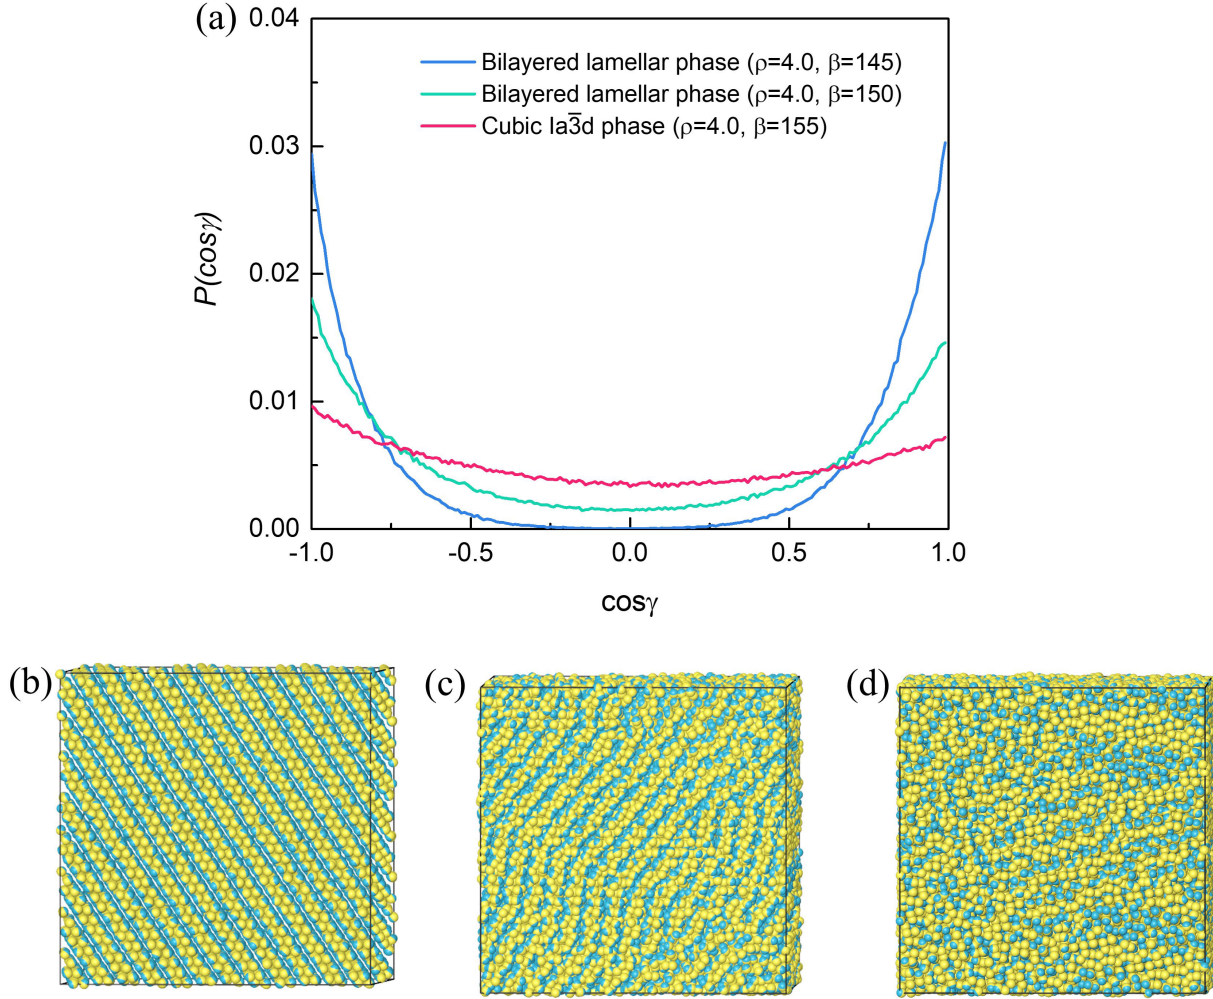 (a)
0.04
Bilayered lamellar phase (ρ=4.0, β=145)
Bilayered lamellar phase (ρ=4.0, β=150)
Cubic Ia3̅d phase (ρ=4.0, β=155)
0.03
P(cosγ)
0.02
0.01
0.00
-1.0 -0.5 0.0 0.5 1.0
cosγ
(b) (c) (d)